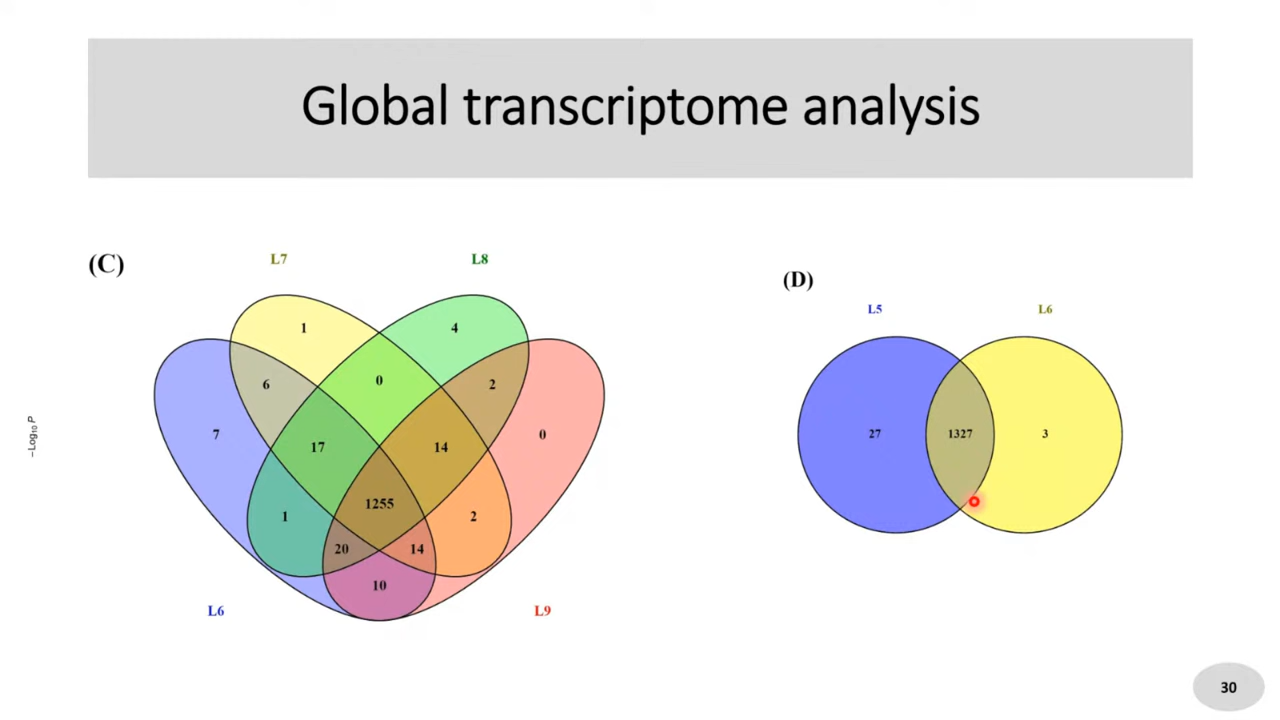 Global transcriptome analysis
(C)
L7
L8
1
4
6
0
2
7
17
14
0
1255
1
2
20
14
10
L6
L9
−Log10 P
(D)
L5
L6
27
1327
3
30